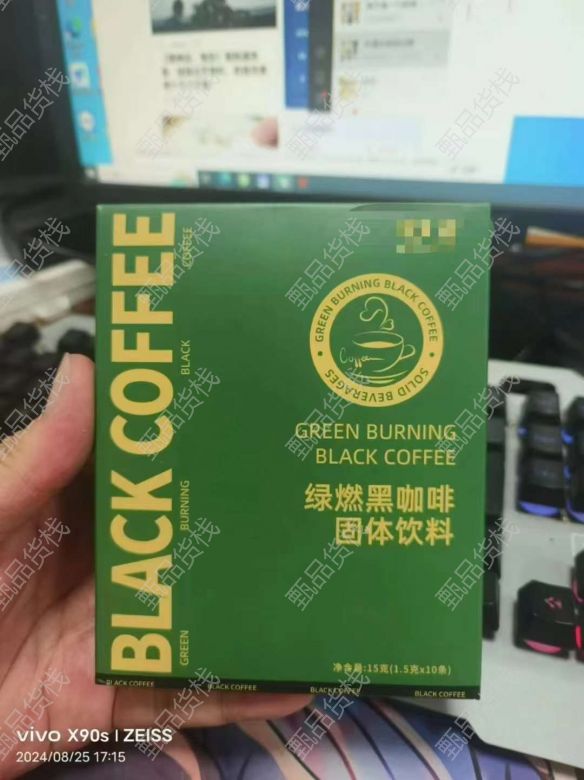 BLACK COFFEE
GREEN BURNING BLACK COFFEE
GREEN BURNING BLACK COFFEE
SOLID BEVERAGES
Coffee
GREEN BURNING
BLACK COFFEE
绿燃黑咖啡
固体饮料
净含量:15克(1.5克x10条)
BLACK COFFEE BLACK COFFEE BLACK COFFEE BLACK COFFEE
vivo X90s | ZEISS
2024/08/25 17:15
甄品货栈